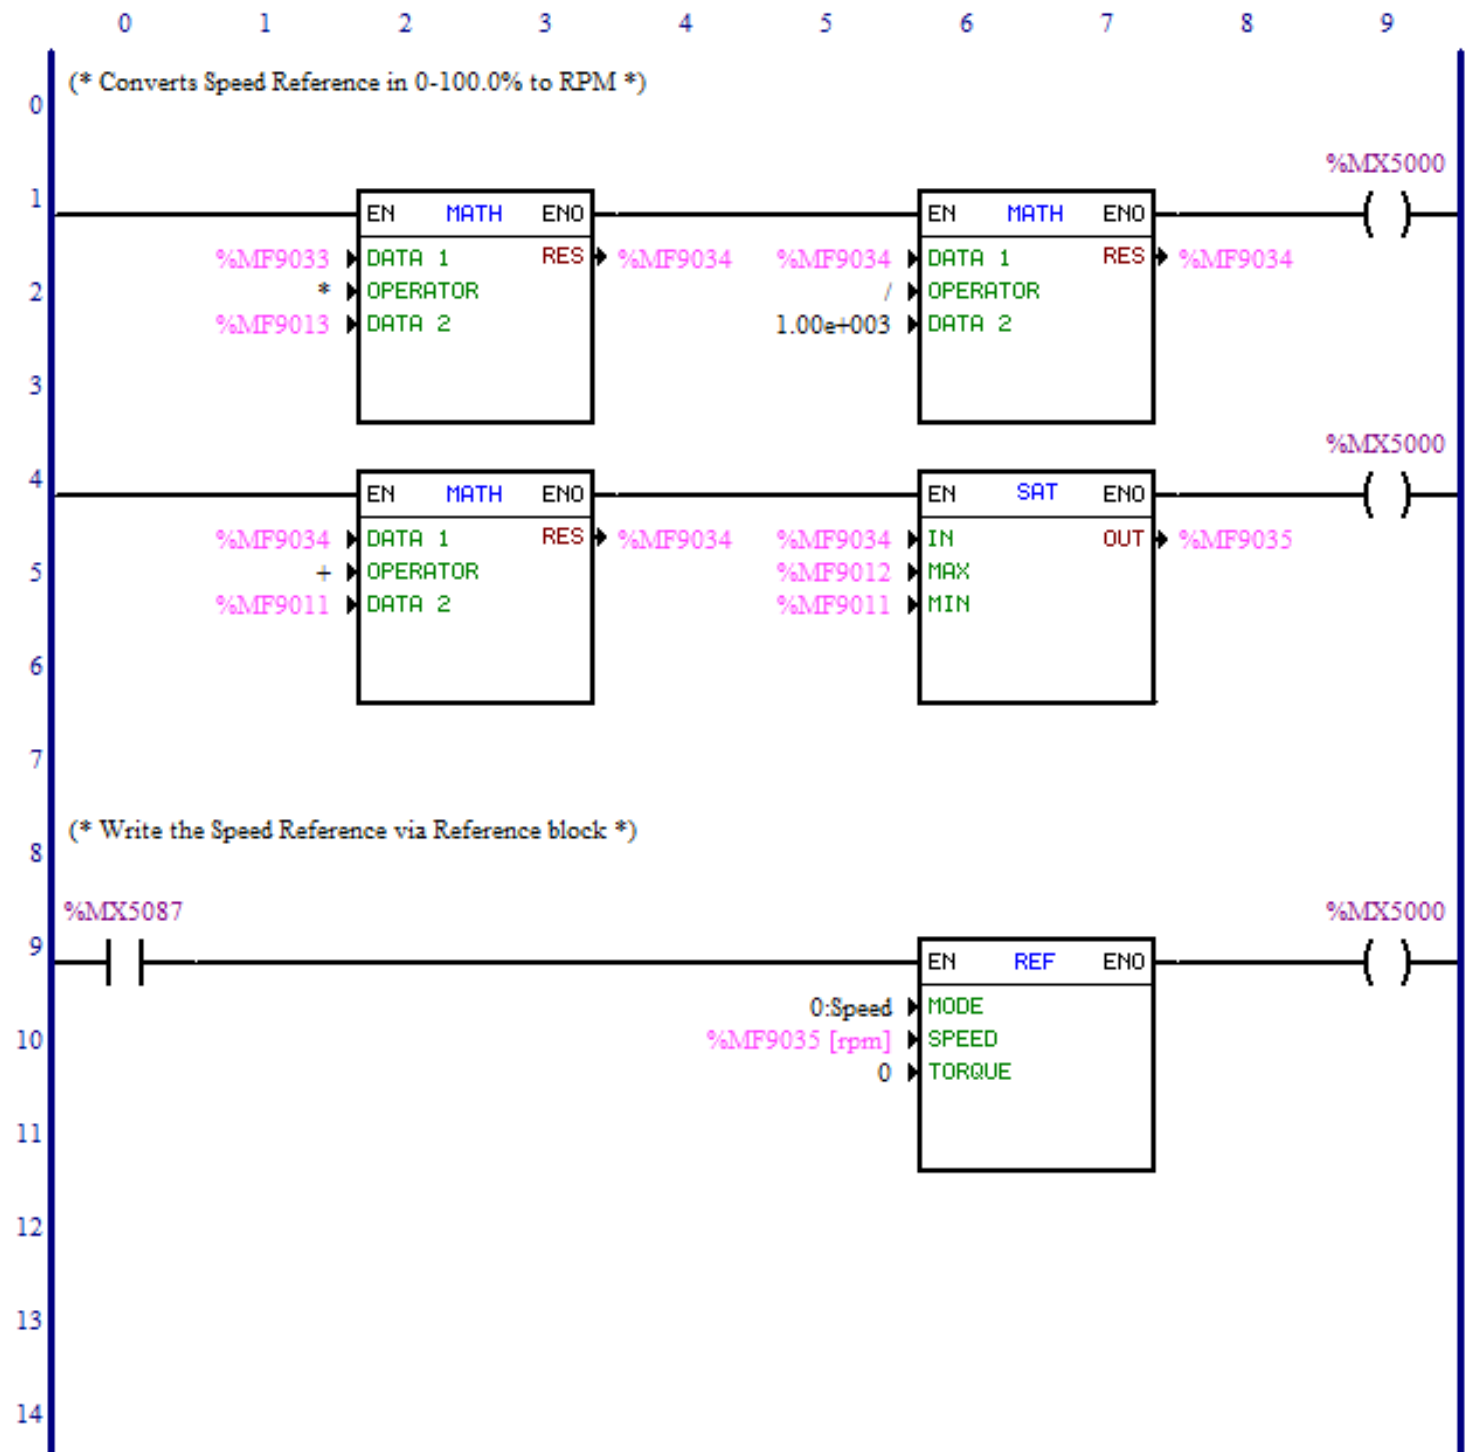 0 1 2 3 4 5 6 7 8 9
(* Converts Speed Reference in 0-100.0% to RPM *)
0
%MX5000
1
EN MATH ENO EN MATH ENO
%MF9033 DATA 1 RES %MF9034 %MF9034 DATA 1 RES %MF9034
2 * OPERATOR / OPERATOR
%MF9013 DATA 2 1.00e+003 DATA 2
3
%MX5000
4
EN MATH ENO EN SAT ENO
%MF9034 DATA 1 RES %MF9034 %MF9034 IN OUT %MF9035
5 + OPERATOR %MF9012 MAX
%MF9011 DATA 2 %MF9011 MIN
6
7
(* Write the Speed Reference via Reference block *)
8
%MX5087 %MX5000
9
EN REF ENO
0:Speed MODE
10 %MF9035 [rpm] SPEED
0 TORQUE
11
12
13
14